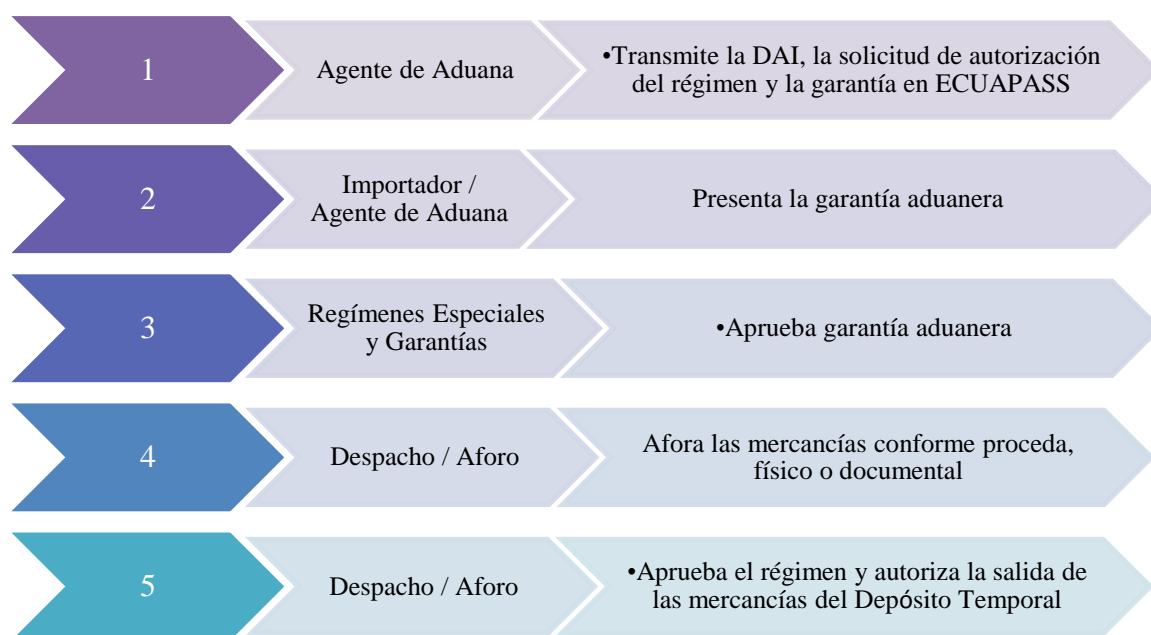 1
Agente de Aduana
•Transmite la DAI, la solicitud de autorización
del régimen y la garantía en ECUAPASS
2
Importador /
Agente de Aduana
Presenta la garantía aduanera
3
Regímenes Especiales
y Garantías
•Aprueba garantía aduanera
4
Despacho / Aforo
Afora las mercancías conforme proceda,
físico o documental
5
Despacho / Aforo
•Aprueba el régimen y autoriza la salida de
las mercancías del Depósito Temporal